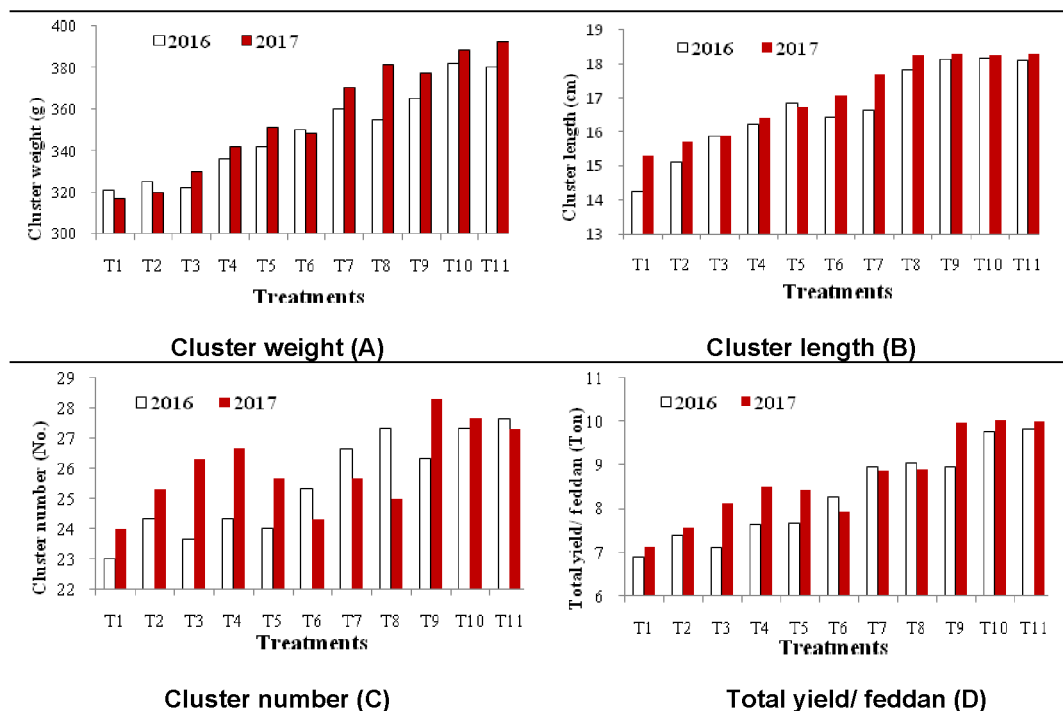 400
380
360
340
320
300
Cluster weight (g)
2016 2017
T1 T2 T3 T4 T5 T6 T7 T8 T9 T10 T11
Treatments
Cluster weight (A)
19
18
17
16
15
14
13
Cluster length (cm)
2016 2017
T1 T2 T3 T4 T5 T6 T7 T8 T9 T10 T11
Treatments
Cluster length (B)
29
28
27
26
25
24
23
22
Cluster number (No.)
2016 2017
T1 T2 T3 T4 T5 T6 T7 T8 T9 T10 T11
Treatments
Cluster number (C)
11
10
9
8
7
6
Total yield/ feddan (Ton)
2016 2017
T1 T2 T3 T4 T5 T6 T7 T8 T9 T10 T11
Treatments
Total yield/ feddan (D)